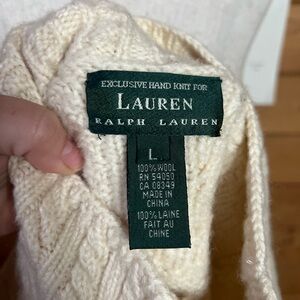 EXCLUSIVE HAND KNIT FOR
LAUREN
RALPH LAUREN
L
100% WOOL
RN 54050
CA 08349
MADE IN
CHINA
100% LAINE
FAIT AU
CHINE